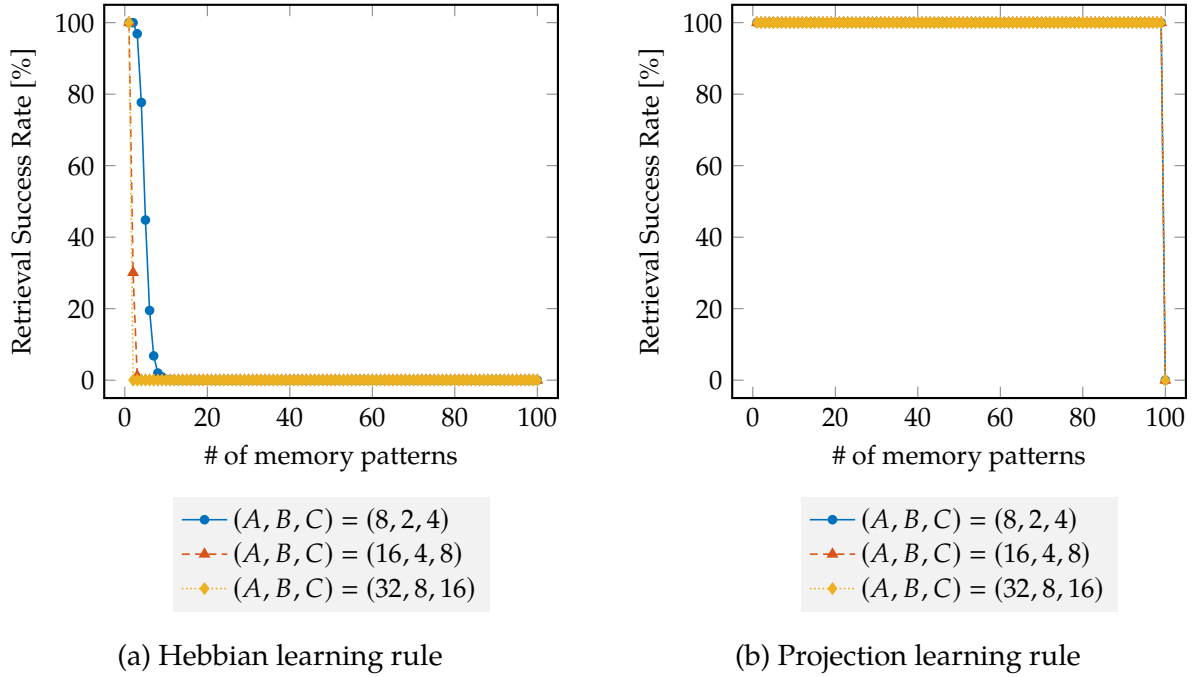 100
80
60
40
20
0
Retrieval Success Rate [%]
0 20 40 60 80 100
# of memory patterns
(A, B, C) = (8, 2, 4)
(A, B, C) = (16, 4, 8)
(A, B, C) = (32, 8, 16)
(a) Hebbian learning rule
100
80
60
40
20
0
Retrieval Success Rate [%]
0 20 40 60 80 100
# of memory patterns
(A, B, C) = (8, 2, 4)
(A, B, C) = (16, 4, 8)
(A, B, C) = (32, 8, 16)
(b) Projection learning rule